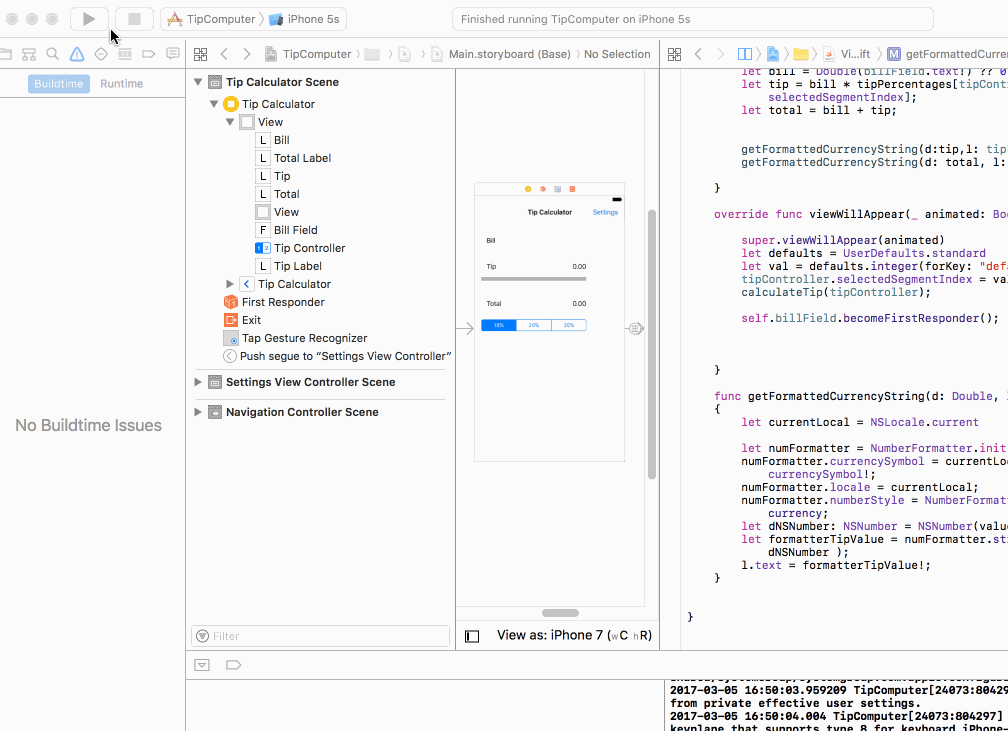 TipComputer
iPhone 5s
Finished running TipComputer on iPhone 5s
TipComputer
Main.storyboard (Base)
No Selection
Vi...ift
M
getFormattedCurren
Buildtime
Runtime
No Buildtime Issues
Tip Calculator Scene
Tip Calculator
View
L Bill
L Total Label
L Tip
L Total
View
F Bill Field
1 2 Tip Controller
L Tip Label
Tip Calculator
First Responder
Exit
Tap Gesture Recognizer
Push segue to “Settings View Controller”
Settings View Controller Scene
Navigation Controller Scene
Filter
Tip Calculator
Settings
Bill
Tip
0.00
Total
0.00
20%
View as: iPhone 7 (wC hR)
let bill = Double(billField.text!) ?? 0
let tip = bill * tipPercentages[tipCont
selectedSegmentIndex];
let total = bill + tip;
getFormattedCurrencyString(d:tip,l: tip
getFormattedCurrencyString(d: total, l:
}
override func viewWillAppear(_ animated: Boo
super.viewWillAppear(animated)
let defaults = UserDefaults.standard
let val = defaults.integer(forKey: "defa
tipController.selectedSegmentIndex = val
calculateTip(tipController);
self.billField.becomeFirstResponder();
}
func getFormattedCurrencyString(d: Double, l
{
let currentLocal = NSLocale.current
let numFormatter = NumberFormatter.init
numFormatter.currencySymbol = currentLoc
currencySymbol!;
numFormatter.locale = currentLocal;
numFormatter.numberStyle = NumberFormatt
currency;
let dNSNumber: NSNumber = NSNumber(value
let formatterTipValue = numFormatter.str
dNSNumber );
l.text = formatterTipValue!;
}
}
2017-03-05 16:50:03.959209 TipComputer[24073:80429
from private effective user settings.
2017-03-05 16:50:04.004 TipComputer[24073:804297]
keyplane that supports type 8 for keyboard iPhone-